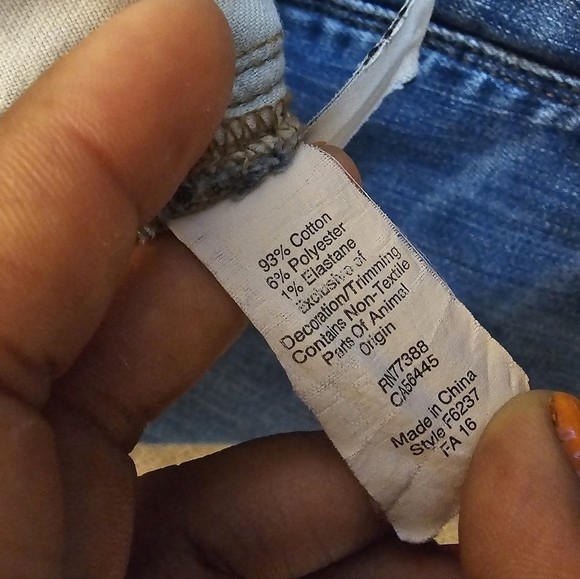 93% Cotton
6% Polyester
1% Elastane
Exclusive of
Decoration/Trimming
Contains Non-Textile
Parts Of Animal
Origin
RN77388
CA56445
Made in China
Style F6237
FA 16